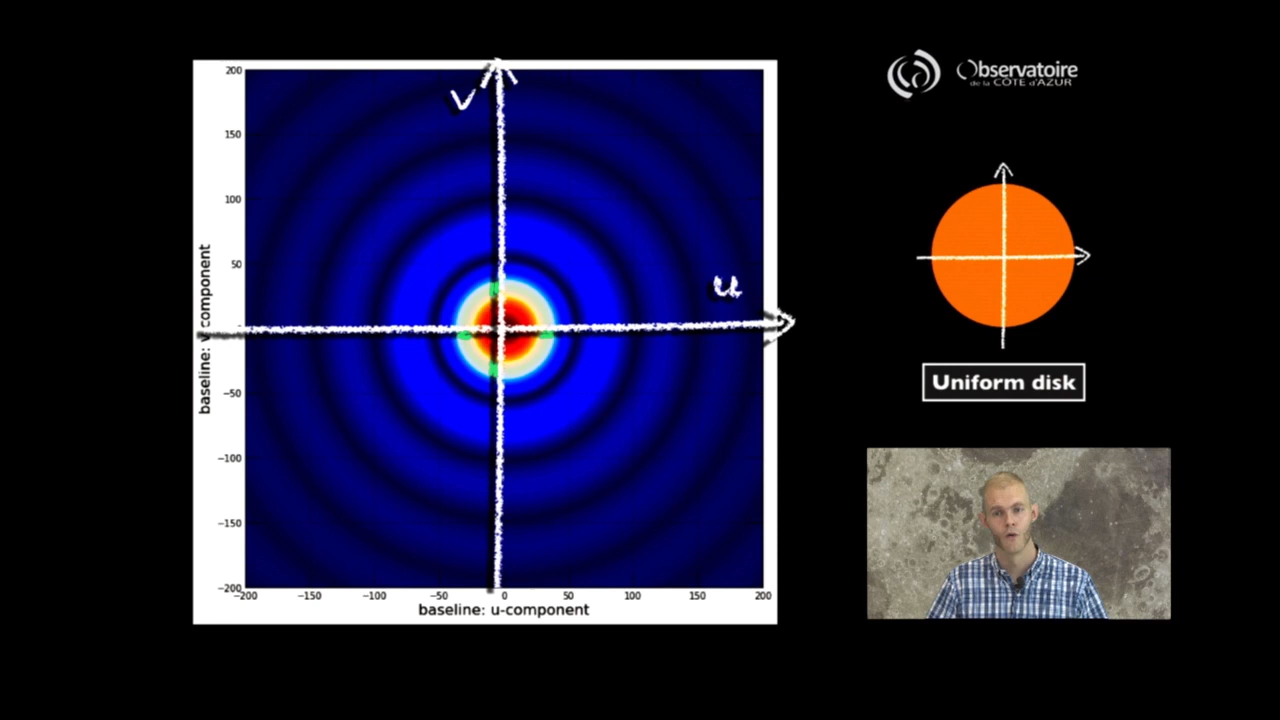 v
u
200
150
100
50
−50
−100
−150
−200
−200 −150 −100 −50 0 50 100 150 200
baseline: v-component
baseline: u-component
Observatoire
de la CÔTE d'AZUR
Uniform disk